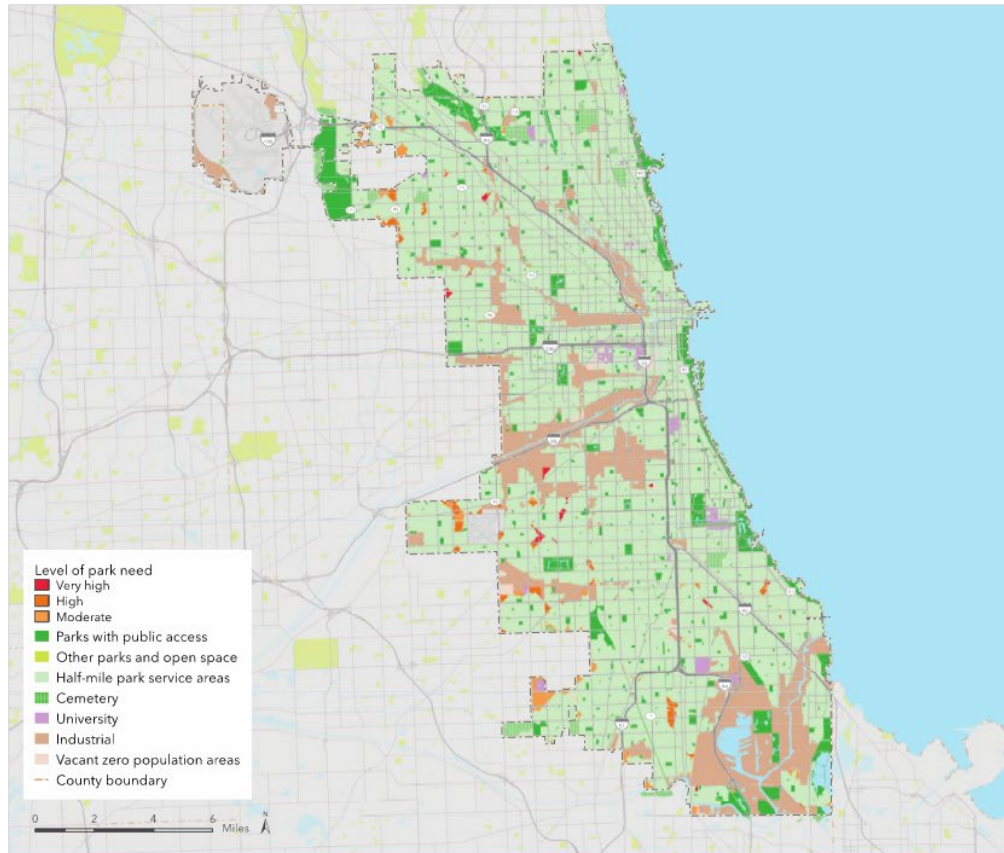 Level of park need
Very high
High
Moderate
Parks with public access
Other parks and open space
Half-mile park service areas
Cemetery
University
Industrial
Vacant zero population areas
County boundary
N
0 2 4 6
Miles